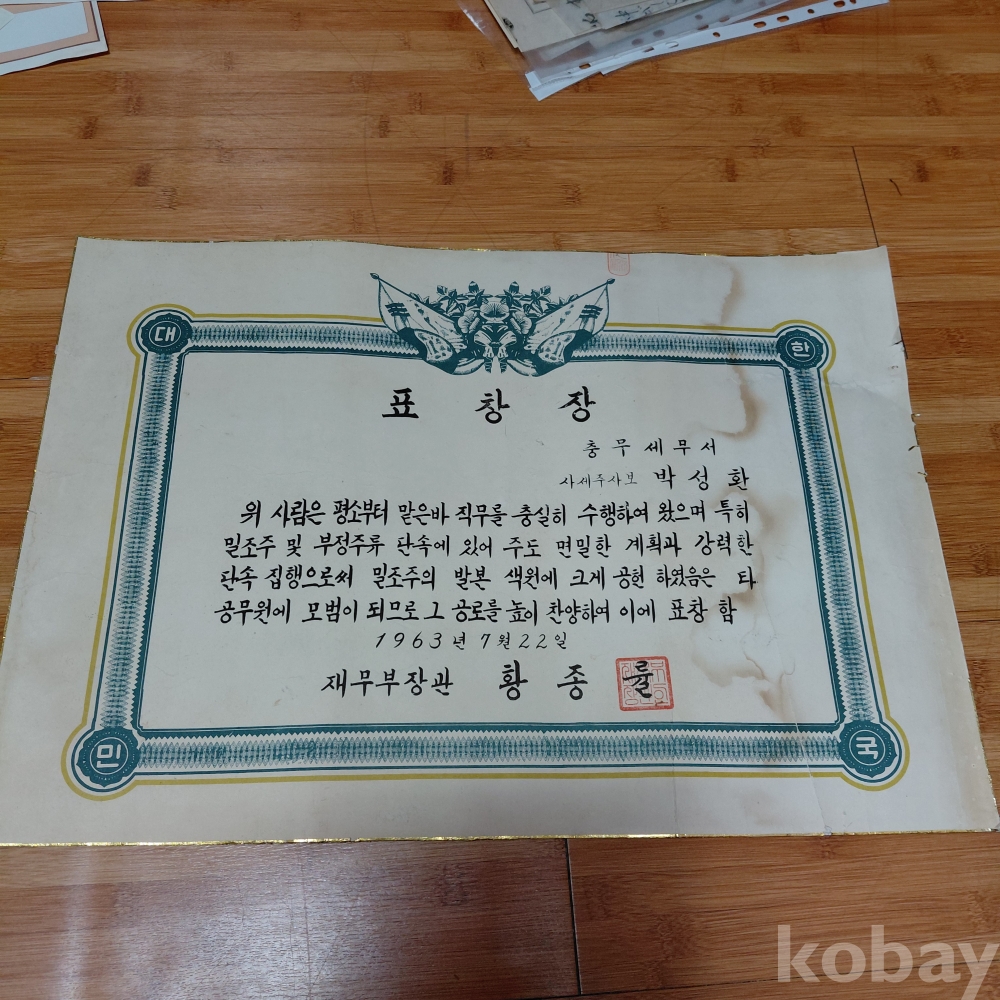 대 한
표 창 장
충무세무서
사세주사보 박성환
위 사람은 평소부터 맡은바 직무를 충실히 수행하여 왔으며 특히
밀조주 및 부정주류 단속에 있어 주도 면밀한 계획과 강력한
단속 집행으로써 밀조주의 발본 색원에 크게 공헌 하였음은 타
공무원에 모범이 되므로 그 공로를 높이 찬양하여 이에 표창 함
1963년 7월 22일
재무부장관 황종률
민 국
kobay